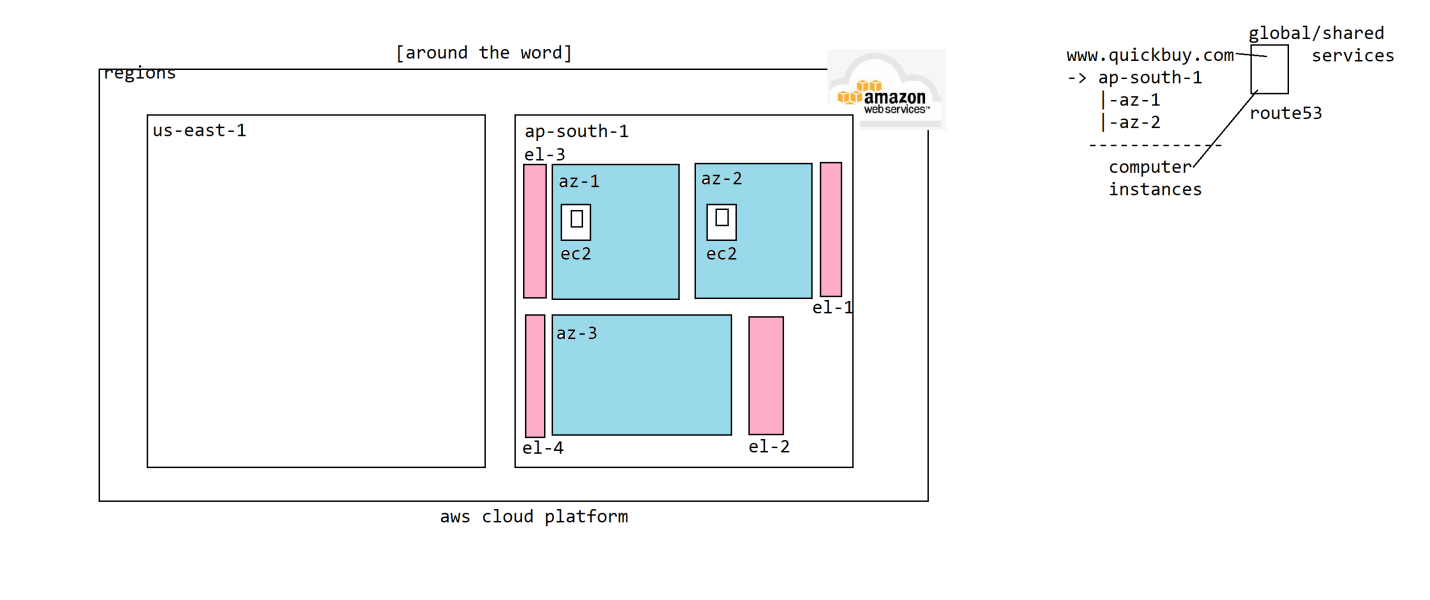 [around the word]
regions
amazon
web services™
us-east-1
ap-south-1
el-3
az-1
az-2
ec2
ec2
el-1
az-3
el-4
el-2
aws cloud platform
global/shared
services
www.quickbuy.com
-> ap-south-1
|-az-1
|-az-2
-------------
route53
computer
instances